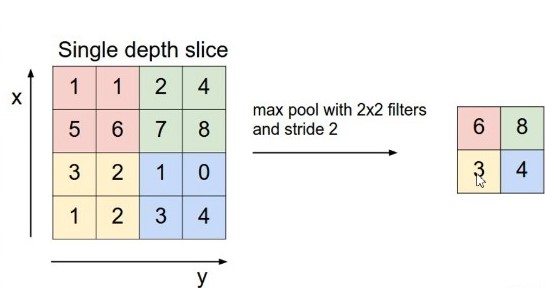 Single depth slice
x
1 1 2 4
5 6 7 8
3 2 1 0
1 2 3 4
y
max pool with 2x2 filters
and stride 2
6 8
3 4